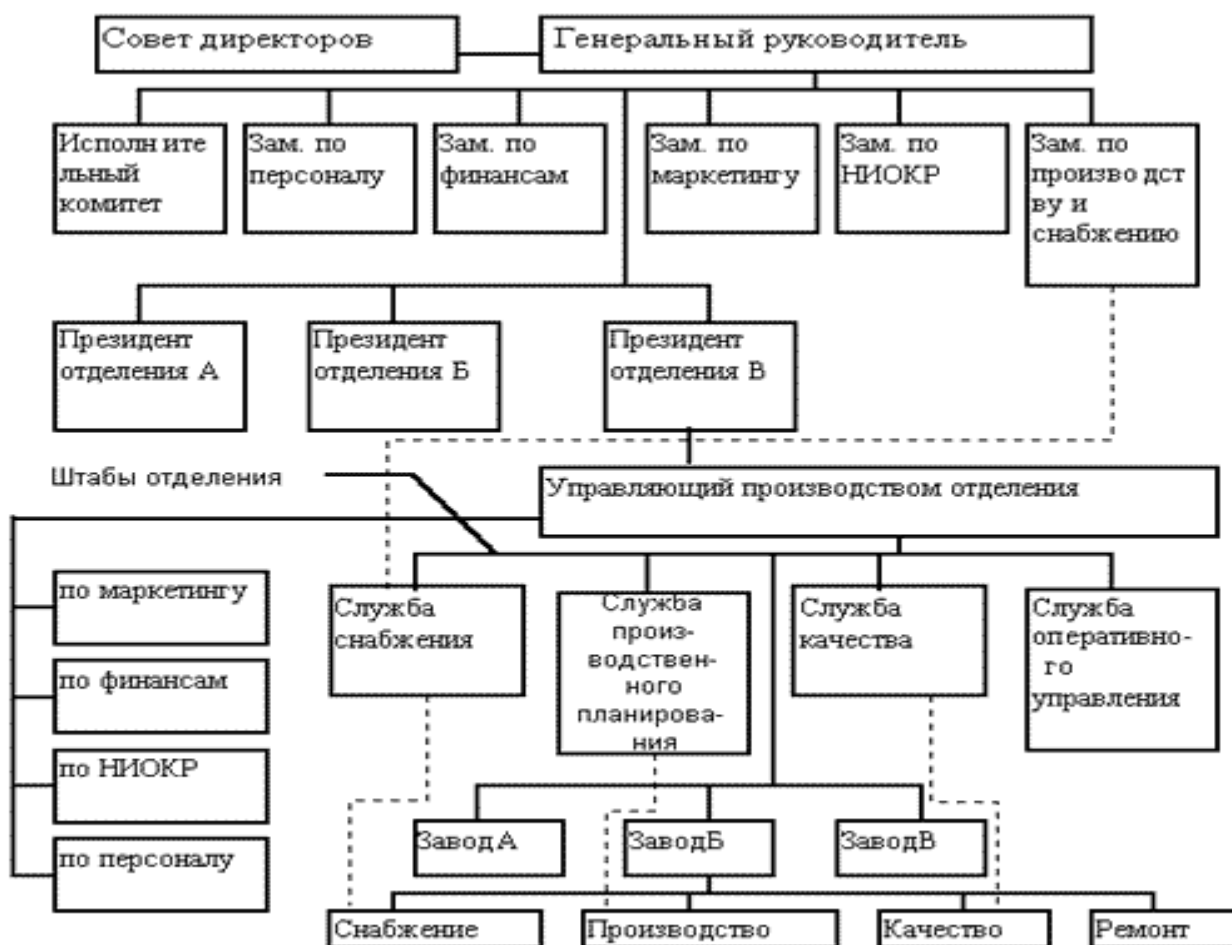 Совет директоров
Генеральный руководитель
Исполн ите
льный
комитет
Зам. по
персоналу
Зам. по
финансам
Зам. по
маркетингу
Зам. по
НИОКР
Зам. по
произво дст
ву и
снабжению
Президент
отделения А
Президент
отделения Б
Президент
отделения В
Штабы отделения
Управляющий производством отделения
по маркетингу
по финансам
по НИОКР
по персоналу
Служба
снабжения
Служба
произ-
водствен-
ного
планирова-
ния
Служба
качества
Служба
оперативно-
го
управления
Завод А
Завод Б
Завод В
Снабжение
Производство
Качество
Ремонт